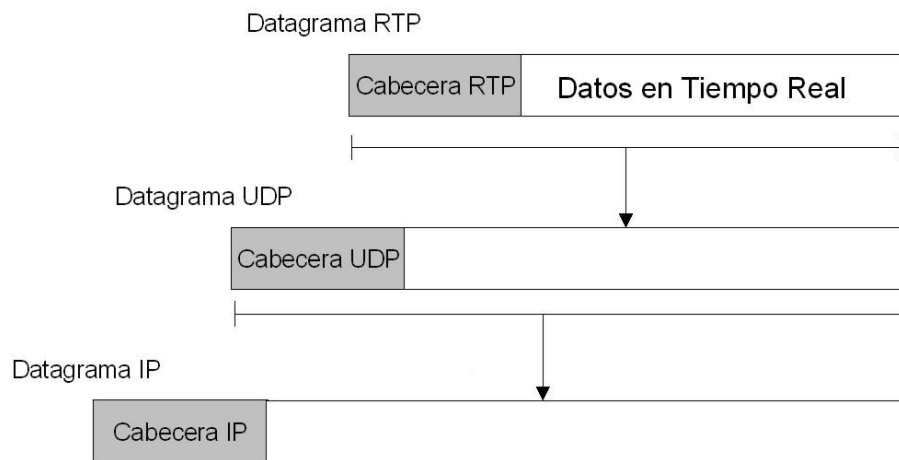 Datagrama RTP
Cabecera RTP
Datos en Tiempo Real
Datagrama UDP
Cabecera UDP
Datagrama IP
Cabecera IP